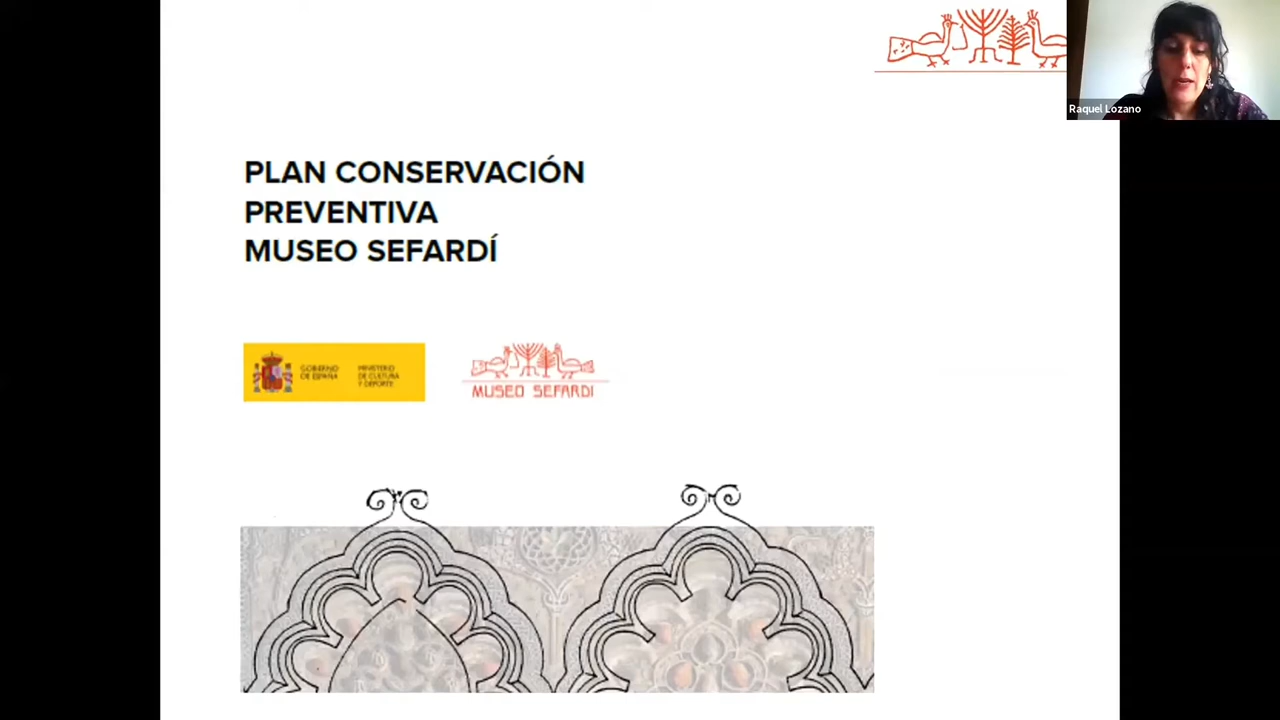 Raquel Lozano
PLAN CONSERVACIÓN
PREVENTIVA
MUSEO SEFARDÍ
GOBIERNO
DE ESPAÑA
MINISTERIO
DE CULTURA
Y DEPORTE
MUSEO SEFARDI